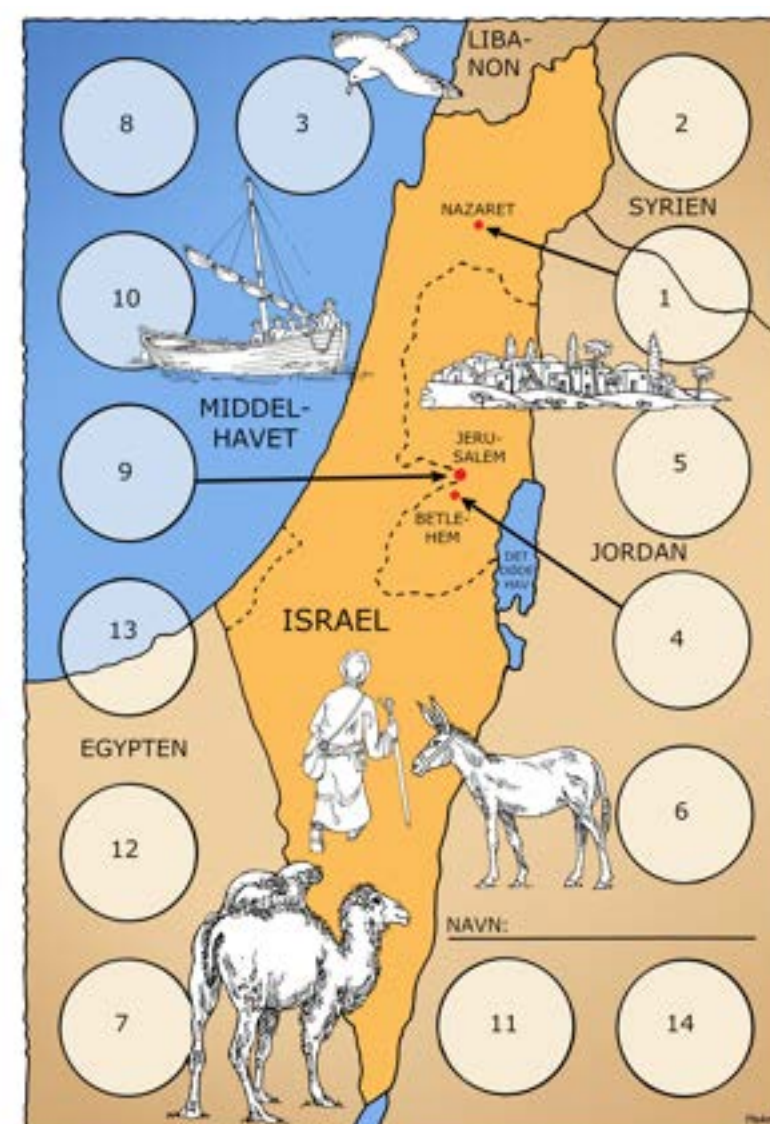 LIBA-
NON
8
3
2
NAZARET
SYRIEN
10
1
MIDDEL-
HAVET
9
JERU-
SALEM
5
BETLE-
HEM
JORDAN
DET
DØDE
HAV
13
ISRAEL
4
EGYPTEN
6
12
NAVN:
7
11
14